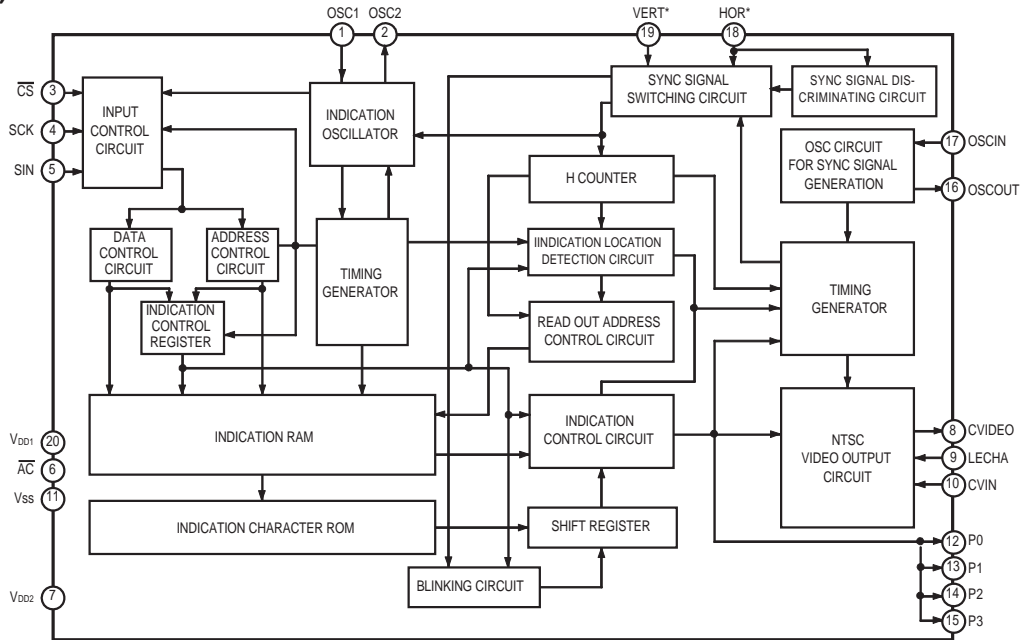 OSC1 OSC2 VERT* HOR*
1 2 19 18
CS 3
SCK 4
SIN 5
INPUT
CONTROL
CIRCUIT
INDICATION
OSCILLATOR
SYNC SIGNAL
SWITCHING CIRCUIT
SYNC SIGNAL DIS-
CRIMINATING CIRCUIT
OSC CIRCUIT
FOR SYNC SIGNAL
GENERATION
17 OSCIN
16 OSCOUT
H COUNTER
DATA
CONTROL
CIRCUIT
ADDRESS
CONTROL
CIRCUIT
TIMING
GENERATOR
IINDICATION LOCATION
DETECTION CIRCUIT
TIMING
GENERATOR
INDICATION
CONTROL
REGISTER
READ OUT ADDRESS
CONTROL CIRCUIT
INDICATION RAM
INDICATION
CONTROL CIRCUIT
NTSC
VIDEO OUTPUT
CIRCUIT
8 CVIDEO
9 LECHA
10 CVIN
VDD1 20
AC 6
Vss 11
INDICATION CHARACTER ROM
SHIFT REGISTER
12 P0
13 P1
14 P2
15 P3
BLINKING CIRCUIT
VDD2 7